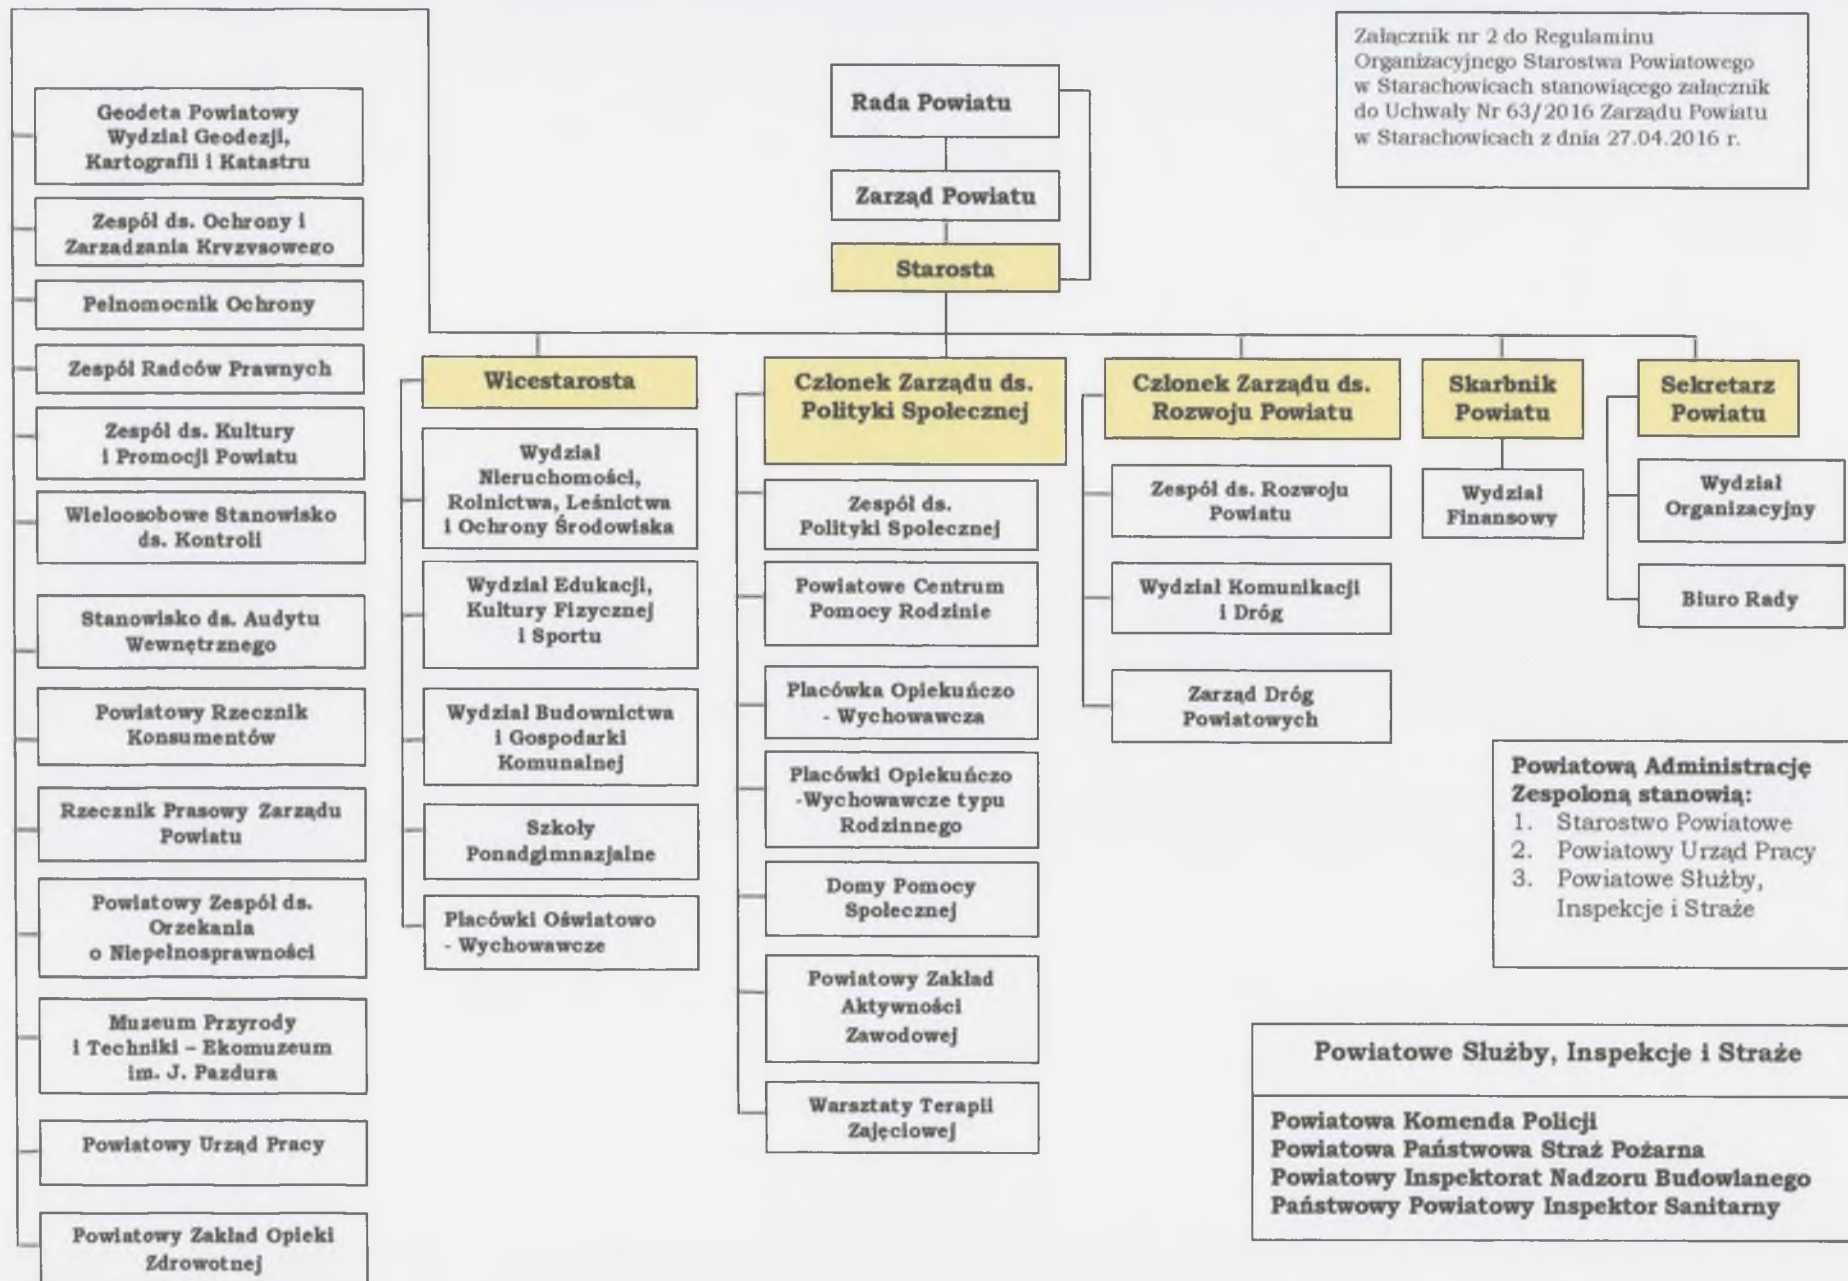 Załącznik nr 2 do Regulaminu
Organizacyjnego Starostwa Powiatowego
w Starachowicach stanowiącego załącznik
do Uchwały Nr 63/2016 Zarządu Powiatu
w Starachowicach z dnia 27.04.2016 r.
Rada Powiatu
Zarząd Powiatu
Starosta
Geodeta Powiatowy
Wydział Geodezji,
Kartografii i Katastru
Zespół ds. Ochrony i
Zarzadzania Kryzysowego
Pełnomocnik Ochrony
Zespół Radców Prawnych
Zespół ds. Kultury
i Promocji Powiatu
Wieloosobowe Stanowisko
ds. Kontroli
Stanowisko ds. Audytu
Wewnętrznego
Powiatowy Rzecznik
Konsumentów
Rzecznik Prasowy Zarządu
Powiatu
Powiatowy Zespół ds.
Orzekania
o Niepełnosprawności
Muzeum Przyrody
i Techniki – Ekomuzeum
im. J. Pazdura
Powiatowy Urząd Pracy
Powiatowy Zakład Opieki
Zdrowotnej
Wicestarosta
Wydział
Nieruchomości,
Rolnictwa, Leśnictwa
i Ochrony Środowiska
Wydział Edukacji,
Kultury Fizycznej
i Sportu
Wydział Budownictwa
i Gospodarki
Komunalnej
Szkoły
Ponadgimnazjalne
Placówki Oświatowo
- Wychowawcze
Członek Zarządu ds.
Polityki Społecznej
Zespół ds.
Polityki Społecznej
Powiatowe Centrum
Pomocy Rodzinie
Placówka Opiekuńczo
- Wychowawcza
Placówki Opiekuńczo
-Wychowawcze typu
Rodzinnego
Domy Pomocy
Społecznej
Powiatowy Zakład
Aktywności
Zawodowej
Warsztaty Terapii
Zajęciowej
Członek Zarządu ds.
Rozwoju Powiatu
Zespół ds. Rozwoju
Powiatu
Wydział Komunikacji
i Dróg
Zarząd Dróg
Powiatowych
Skarbnik
Powiatu
Wydział
Finansowy
Sekretarz
Powiatu
Wydział
Organizacyjny
Biuro Rady
Powiatową Administrację
Zespoloną stanowią:
1. Starostwo Powiatowe
2. Powiatowy Urząd Pracy
3. Powiatowe Służby,
Inspekcje i Straże
Powiatowe Służby, Inspekcje i Straże
Powiatowa Komenda Policji
Powiatowa Państwowa Straż Pożarna
Powiatowy Inspektorat Nadzoru Budowlanego
Państwowy Powiatowy Inspektor Sanitarny